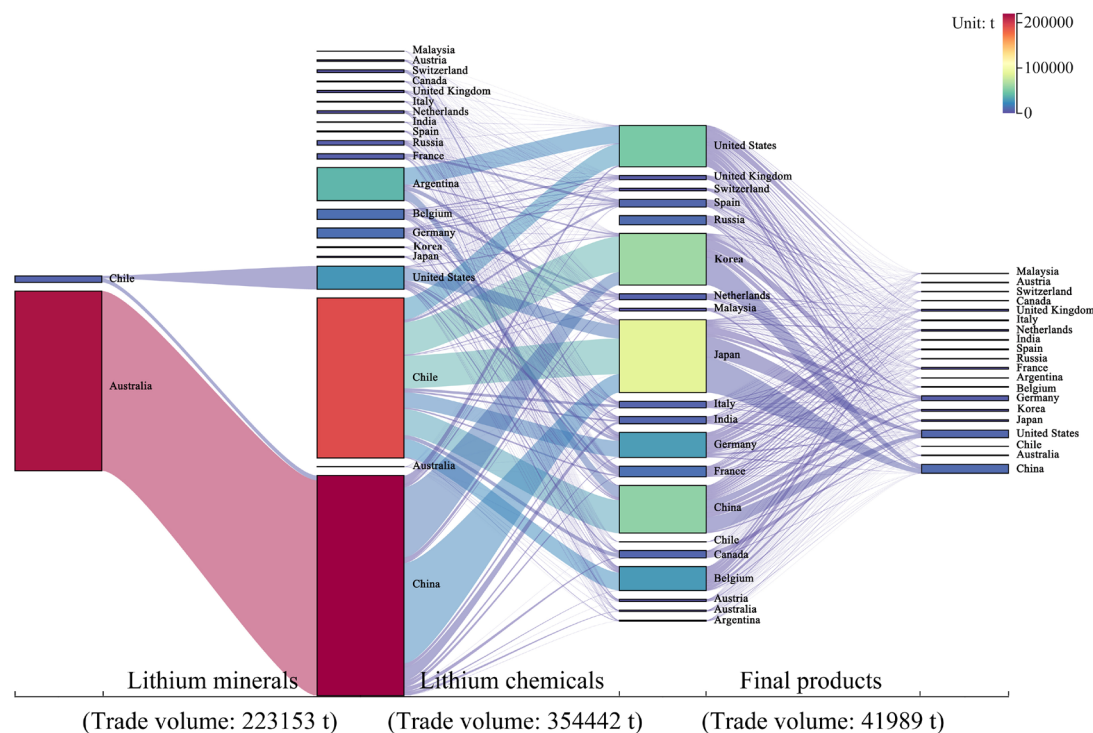 Unit: t
200000
100000
0
Malaysia
Austria
Switzerland
Canada
United Kingdom
Italy
Netherlands
India
Spain
Russia
France
Argentina
Belgium
Germany
Korea
Japan
United States
Chile
Australia
China
Chile
Australia
United States
United Kingdom
Switzerland
Spain
Russia
Korea
Netherlands
Malaysia
Japan
Italy
India
Germany
France
China
Chile
Canada
Belgium
Austria
Australia
Argentina
Malaysia
Austria
Switzerland
Canada
United Kingdom
Italy
Netherlands
India
Spain
Russia
France
Argentina
Belgium
Germany
Korea
Japan
United States
Chile
Australia
China
Lithium minerals
Lithium chemicals
Final products
(Trade volume: 223153 t)
(Trade volume: 354442 t)
(Trade volume: 41989 t)